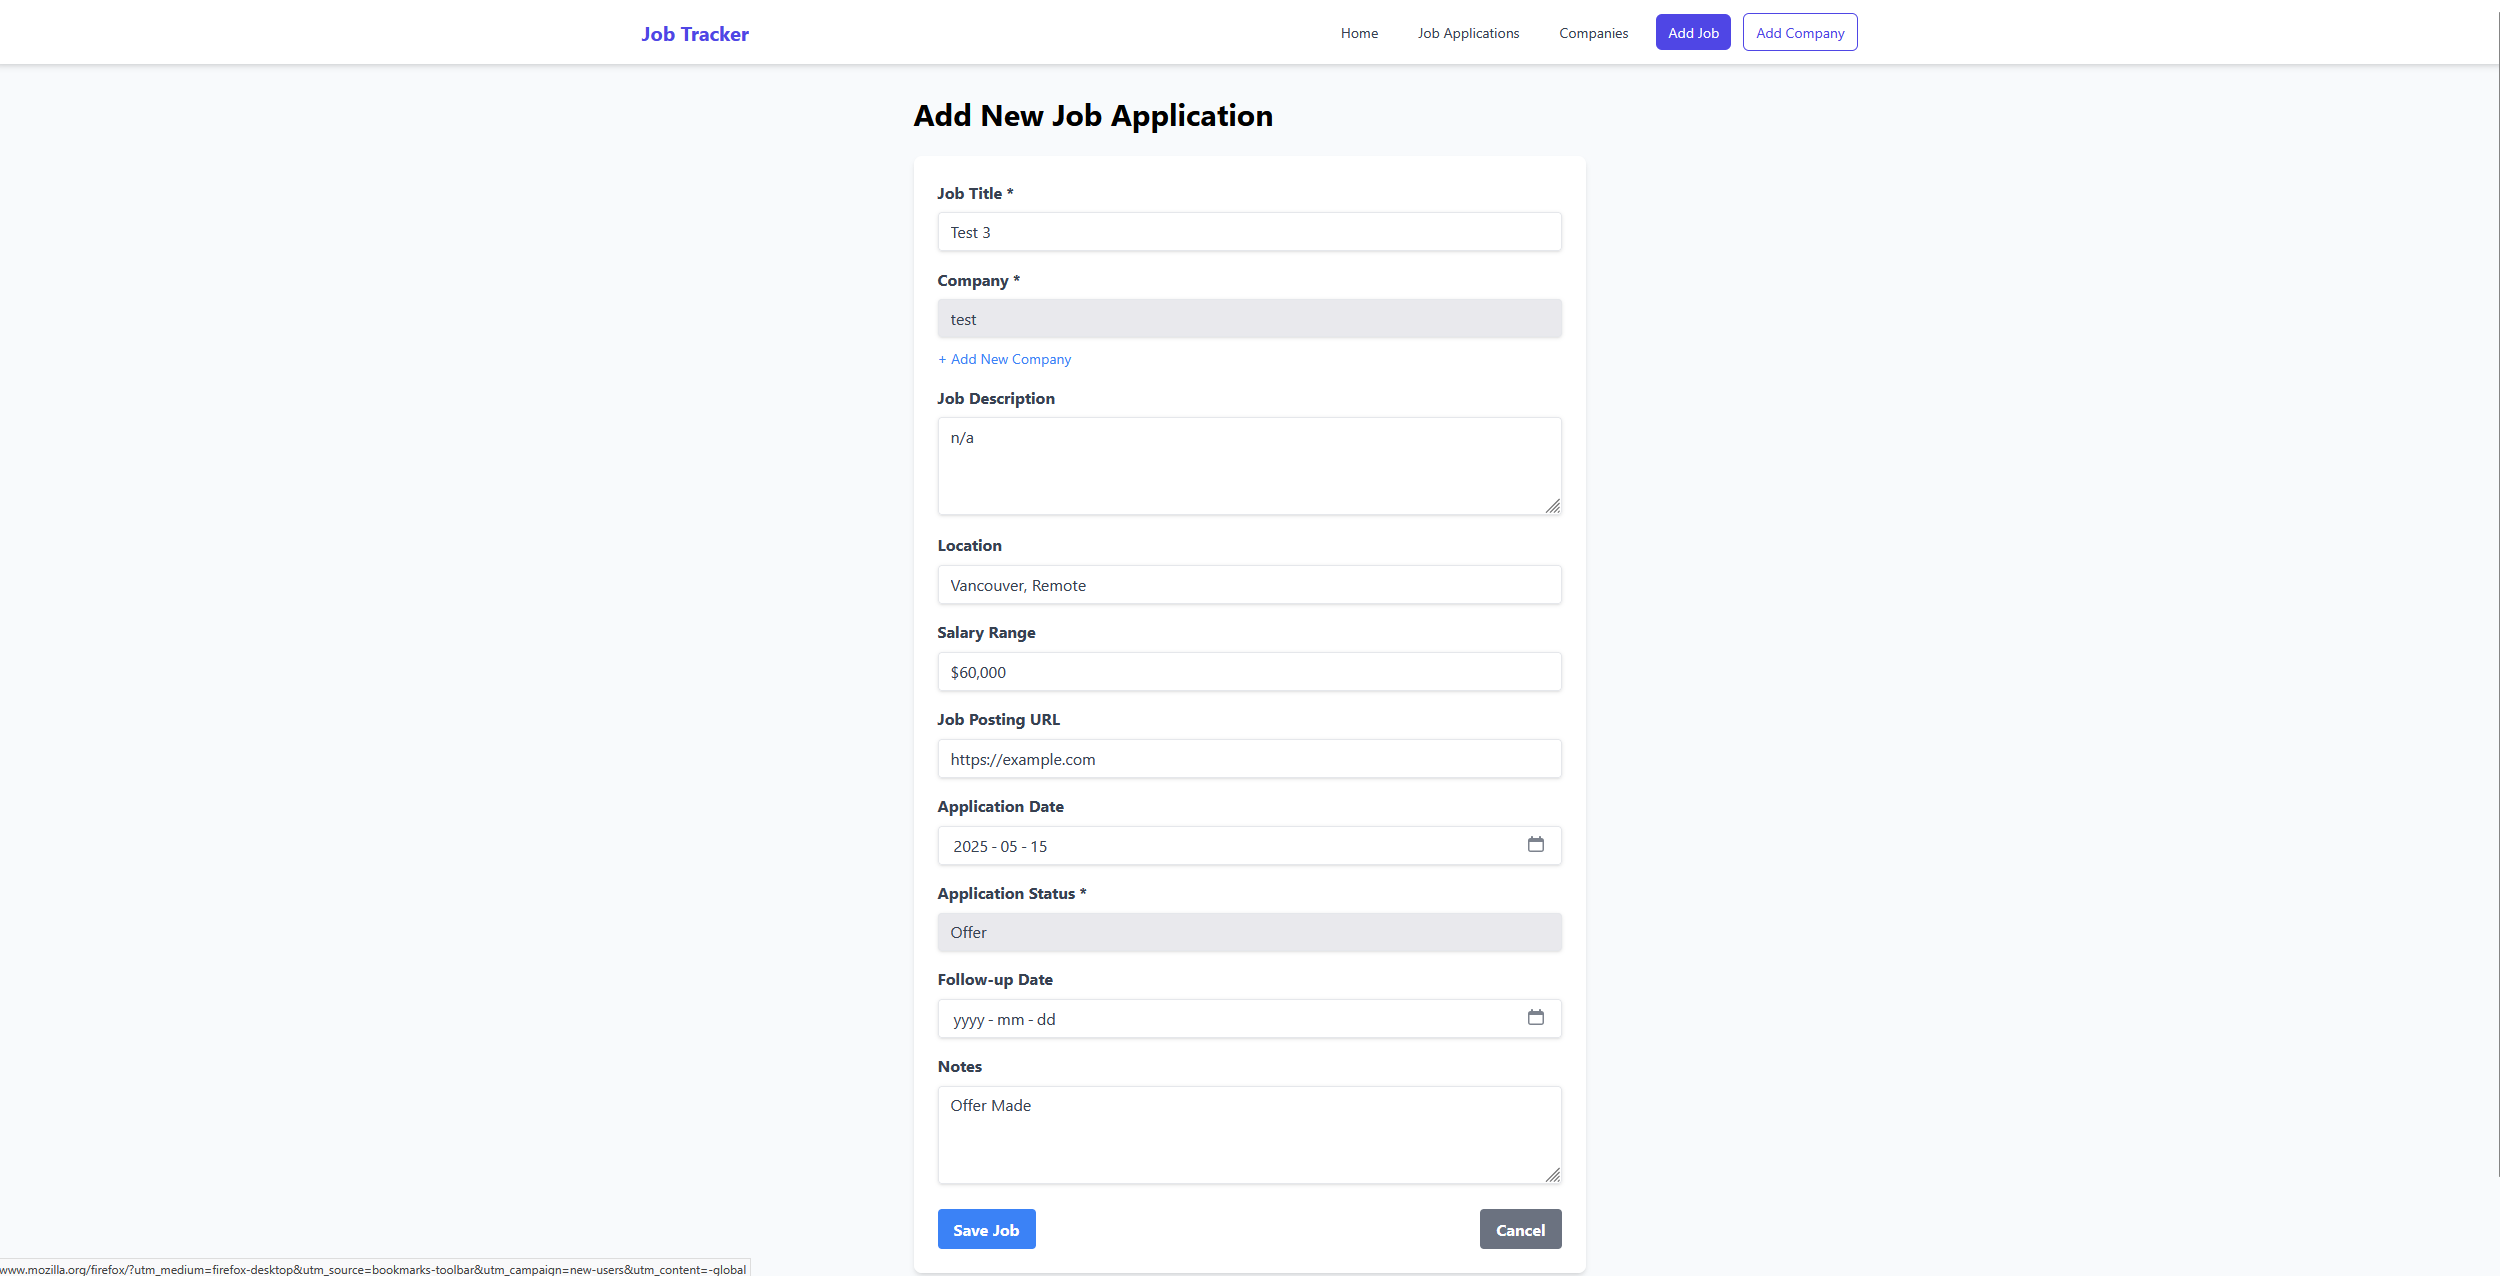 Job Tracker
Home Job Applications Companies Add Job Add Company
Add New Job Application
Job Title *
Test 3
Company *
test
+ Add New Company
Job Description
n/a
Location
Vancouver, Remote
Salary Range
$60,000
Job Posting URL
https://example.com
Application Date
2025 - 05 - 15
Application Status *
Offer
Follow-up Date
yyyy - mm - dd
Notes
Offer Made
Save Job Cancel
www.mozilla.org/firefox/?utm_medium=firefox-desktop&utm_source=bookmarks-toolbar&utm_campaign=new-users&utm_content=-global